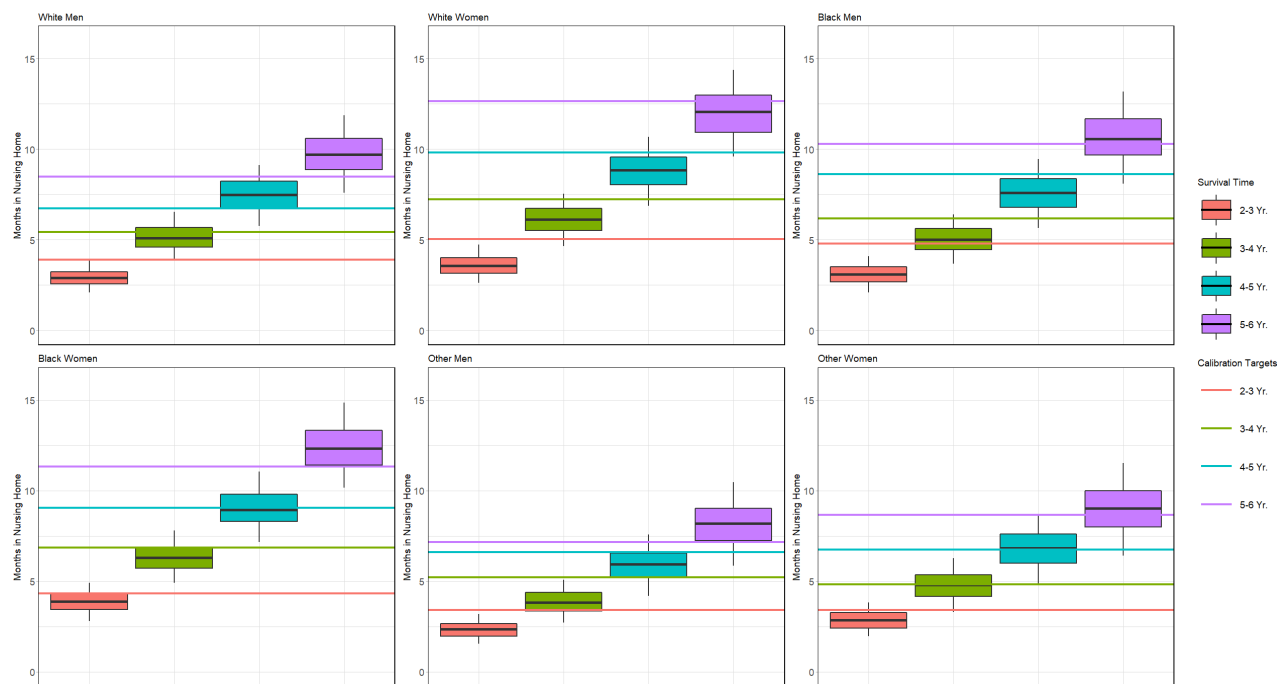 White Men
White Women
Black Men
15
10
5
0
Months in Nursing Home
15
10
5
0
Months in Nursing Home
15
10
5
0
Months in Nursing Home
Black Women
Other Men
Other Women
15
10
5
0
Months in Nursing Home
15
10
5
0
Months in Nursing Home
15
10
5
0
Months in Nursing Home
Survival Time
2-3 Yr.
3-4 Yr.
4-5 Yr.
5-6 Yr.
Calibration Targets
2-3 Yr.
3-4 Yr.
4-5 Yr.
5-6 Yr.